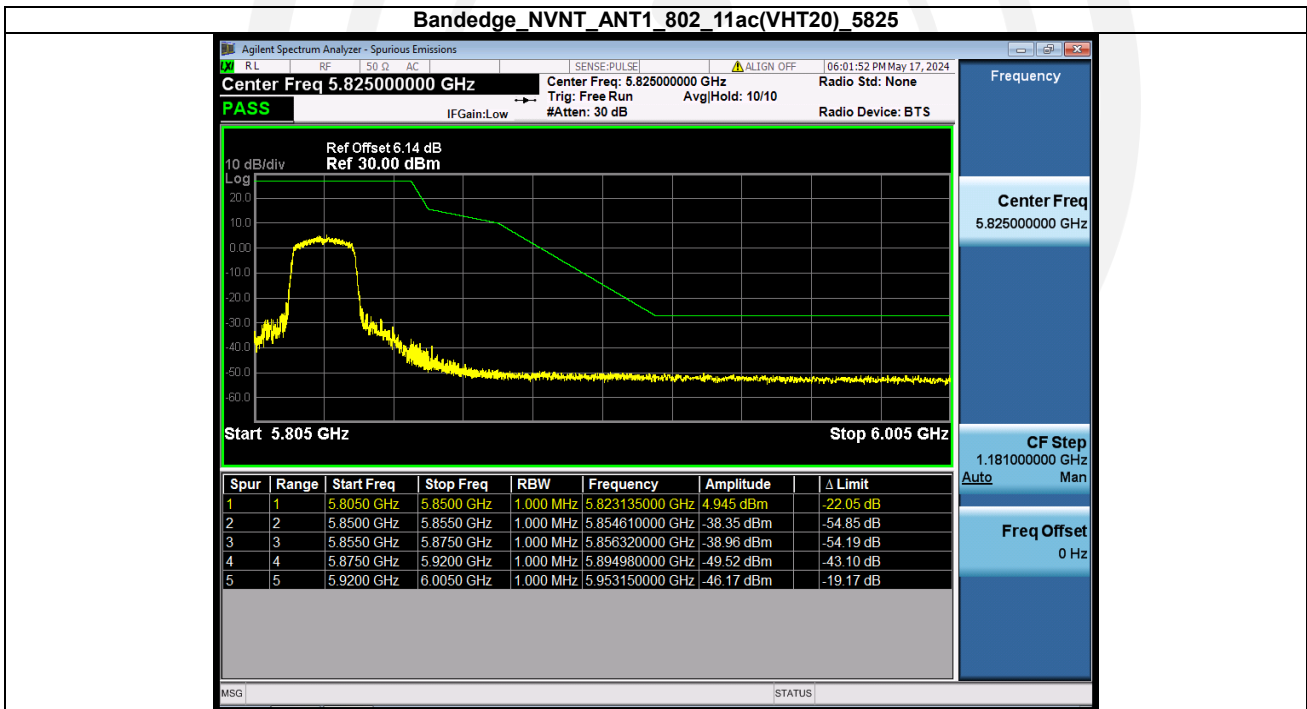 Bandedge_NVNT_ANT1_802_11ac(VHT20)_5825
Agilent Spectrum Analyzer - Spurious Emissions
LXI RL RF 50 Ω AC SENSE:PULSE ALIGN OFF 06:01:52 PM May 17, 2024
Center Freq 5.825000000 GHz
PASS
IFGain:Low
Center Freq: 5.825000000 GHz
Trig: Free Run Avg|Hold: 10/10
#Atten: 30 dB
Radio Std: None
Radio Device: BTS
Ref Offset 6.14 dB
10 dB/div Ref 30.00 dBm
Log
20.0
10.0
0.00
-10.0
-20.0
-30.0
-40.0
-50.0
-60.0
Start 5.805 GHz Stop 6.005 GHz
Spur Range Start Freq Stop Freq RBW Frequency Amplitude Δ Limit
1 1 5.8050 GHz 5.8500 GHz 1.000 MHz 5.823135000 GHz 4.945 dBm -22.05 dB
2 2 5.8500 GHz 5.8550 GHz 1.000 MHz 5.854610000 GHz -38.35 dBm -54.85 dB
3 3 5.8550 GHz 5.8750 GHz 1.000 MHz 5.856320000 GHz -38.96 dBm -54.19 dB
4 4 5.8750 GHz 5.9200 GHz 1.000 MHz 5.894980000 GHz -49.52 dBm -43.10 dB
5 5 5.9200 GHz 6.0050 GHz 1.000 MHz 5.953150000 GHz -46.17 dBm -19.17 dB
MSG STATUS
Frequency
Center Freq
5.825000000 GHz
CF Step
1.181000000 GHz
Auto Man
Freq Offset
0 Hz